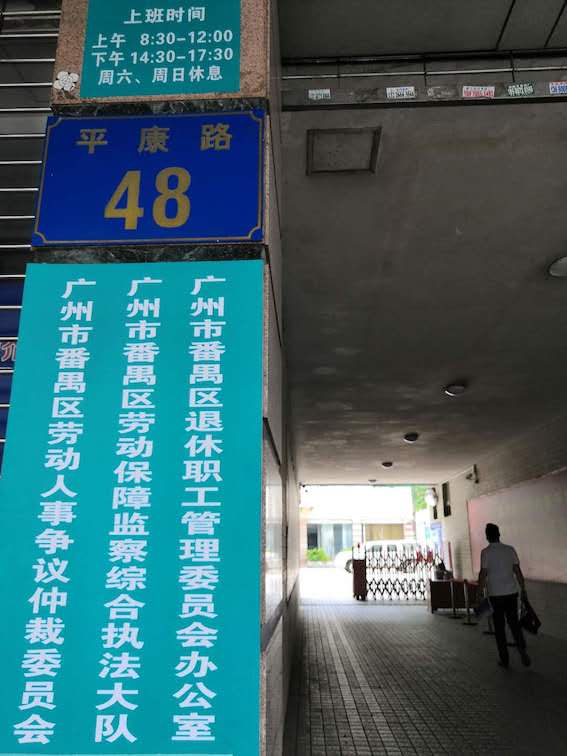 上班时间
上午 8:30-12:00
下午 14:30-17:30
周六、周日休息
平康路
48
广州市番禺区退休职工管理委员会办公室
广州市番禺区劳动保障监察综合执法大队
广州市番禺区劳动人事争议仲裁委员会